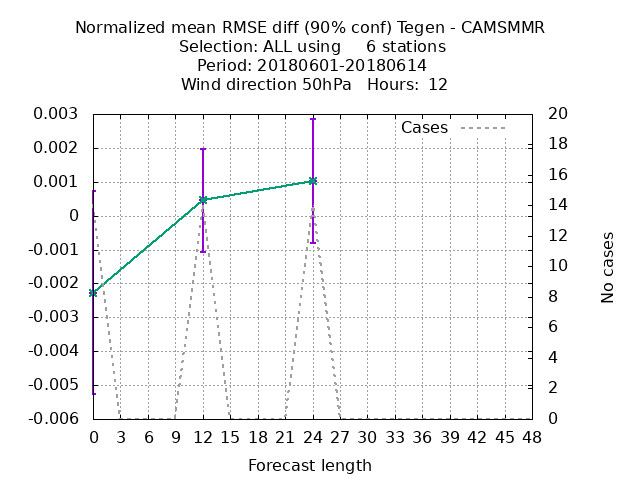 Normalized mean RMSE diff (90% conf) Tegen - CAMSMMR
Selection: ALL using     6 stations
Period: 20180601-20180614
Wind direction 50hPa   Hours:  12
Cases
0.003
0.002
0.001
0
-0.001
-0.002
-0.003
-0.004
-0.005
-0.006
20
18
16
14
12
10
8
6
4
2
0
No cases
0 3 6 9 12 15 18 21 24 27 30 33 36 39 42 45 48
Forecast length